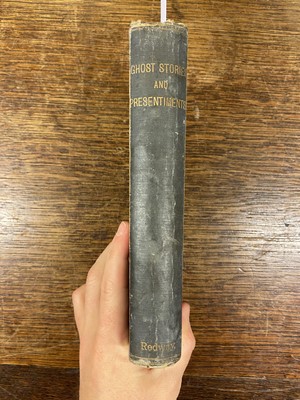 GHOST STORIES
AND
PRESENTIMENTS
Redway